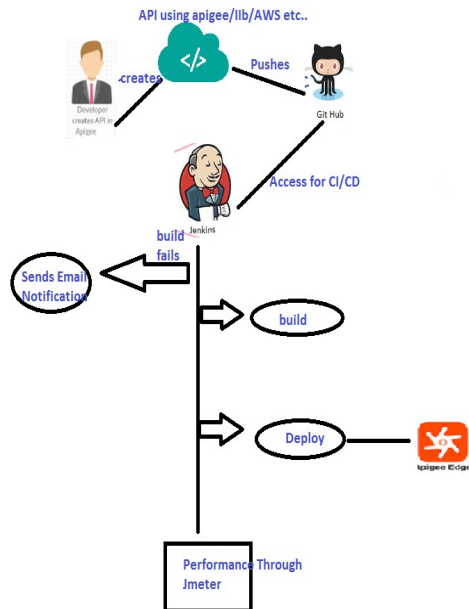 API using apigee/IIb/AWS etc..
-creates
</>
Pushes
Developer
creates API in
Apigee
Git Hub
Access for CI/CD
Jenkins
build
fails
Sends Email
Notification
build
Deploy
Apigee Edge
Performance Through
Jmeter